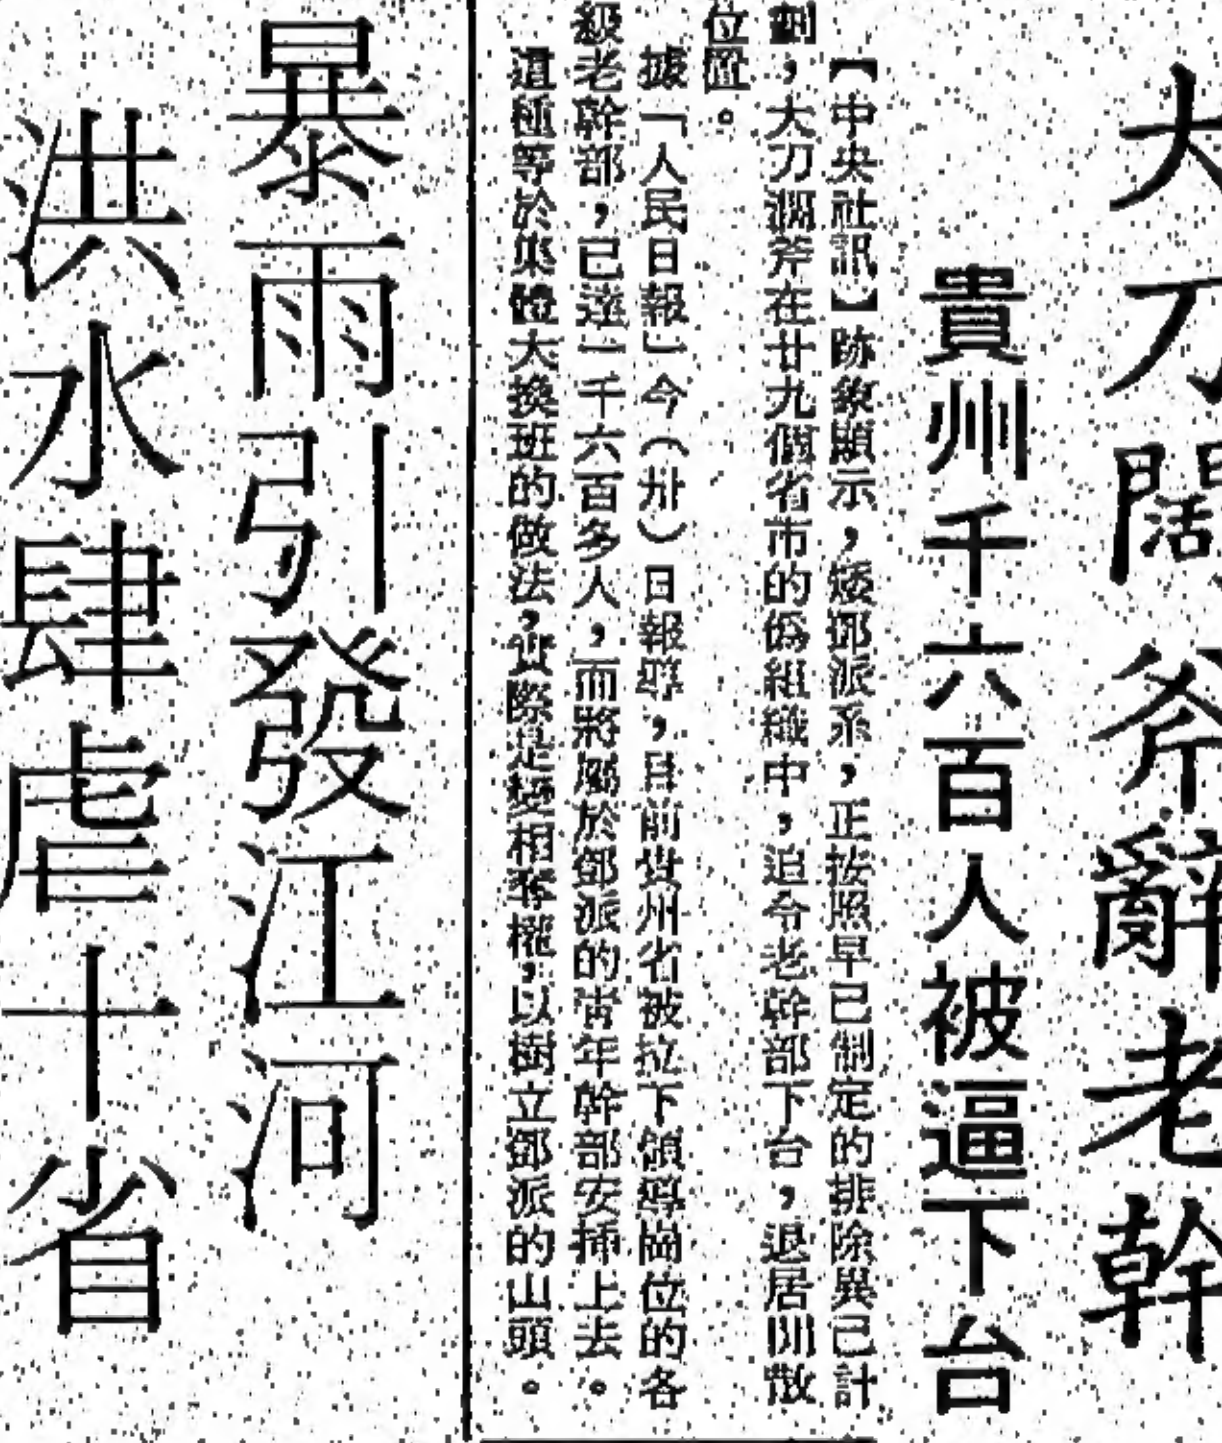 大刀闊斧辭老幹
貴州千六百人被逼下台
【中央社訊】跡象顯示，矮鄧派系，正按照早已制定的排除異己計
劃，大刀濶斧在廿九個省市的偽組織中，迫令老幹部下台，退居閒散
位置。
據「人民日報」今（卅）日報導，目前貴州省被拉下領導崗位的各
級老幹部，已達一千六百多人，而將屬於鄧派的青年幹部安插上去。
這種等於集體大換班的做法，實際是變相奪權，以樹立鄧派的山頭。
暴雨引發江河
洪水肆虐十省